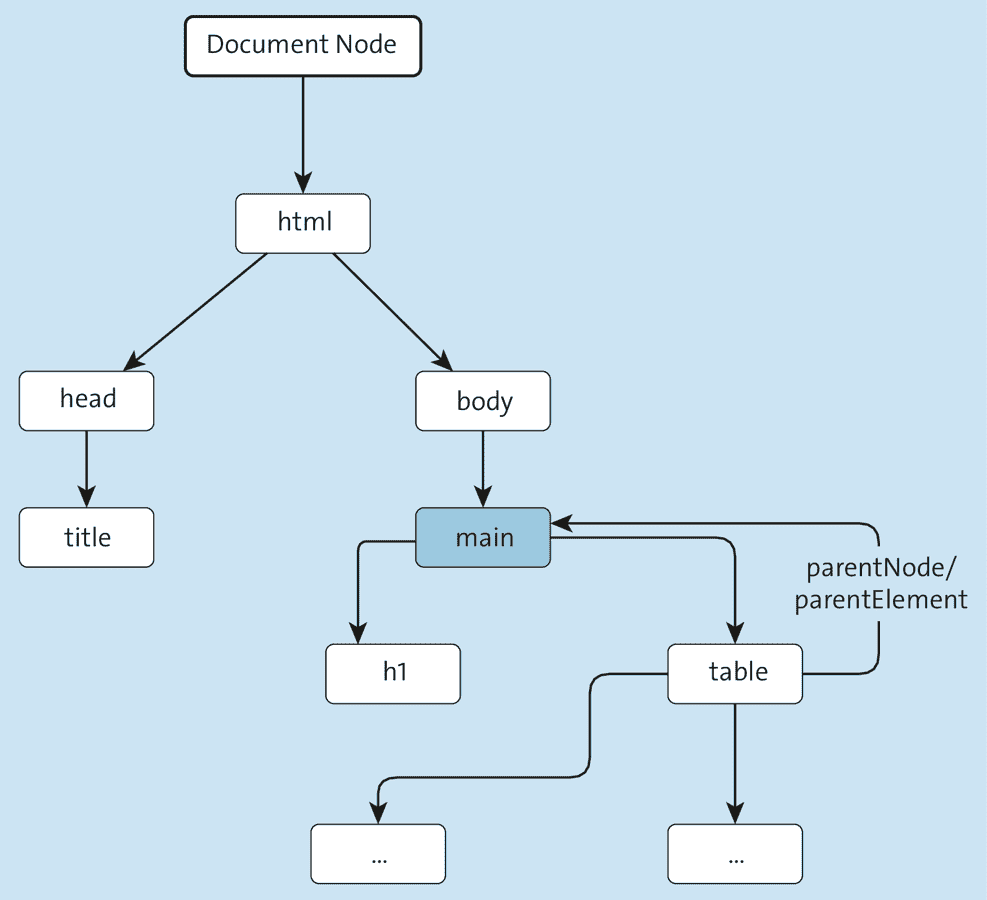 Document Node
html
head
body
title
main
parentNode/
parentElement
h1
table
...
...